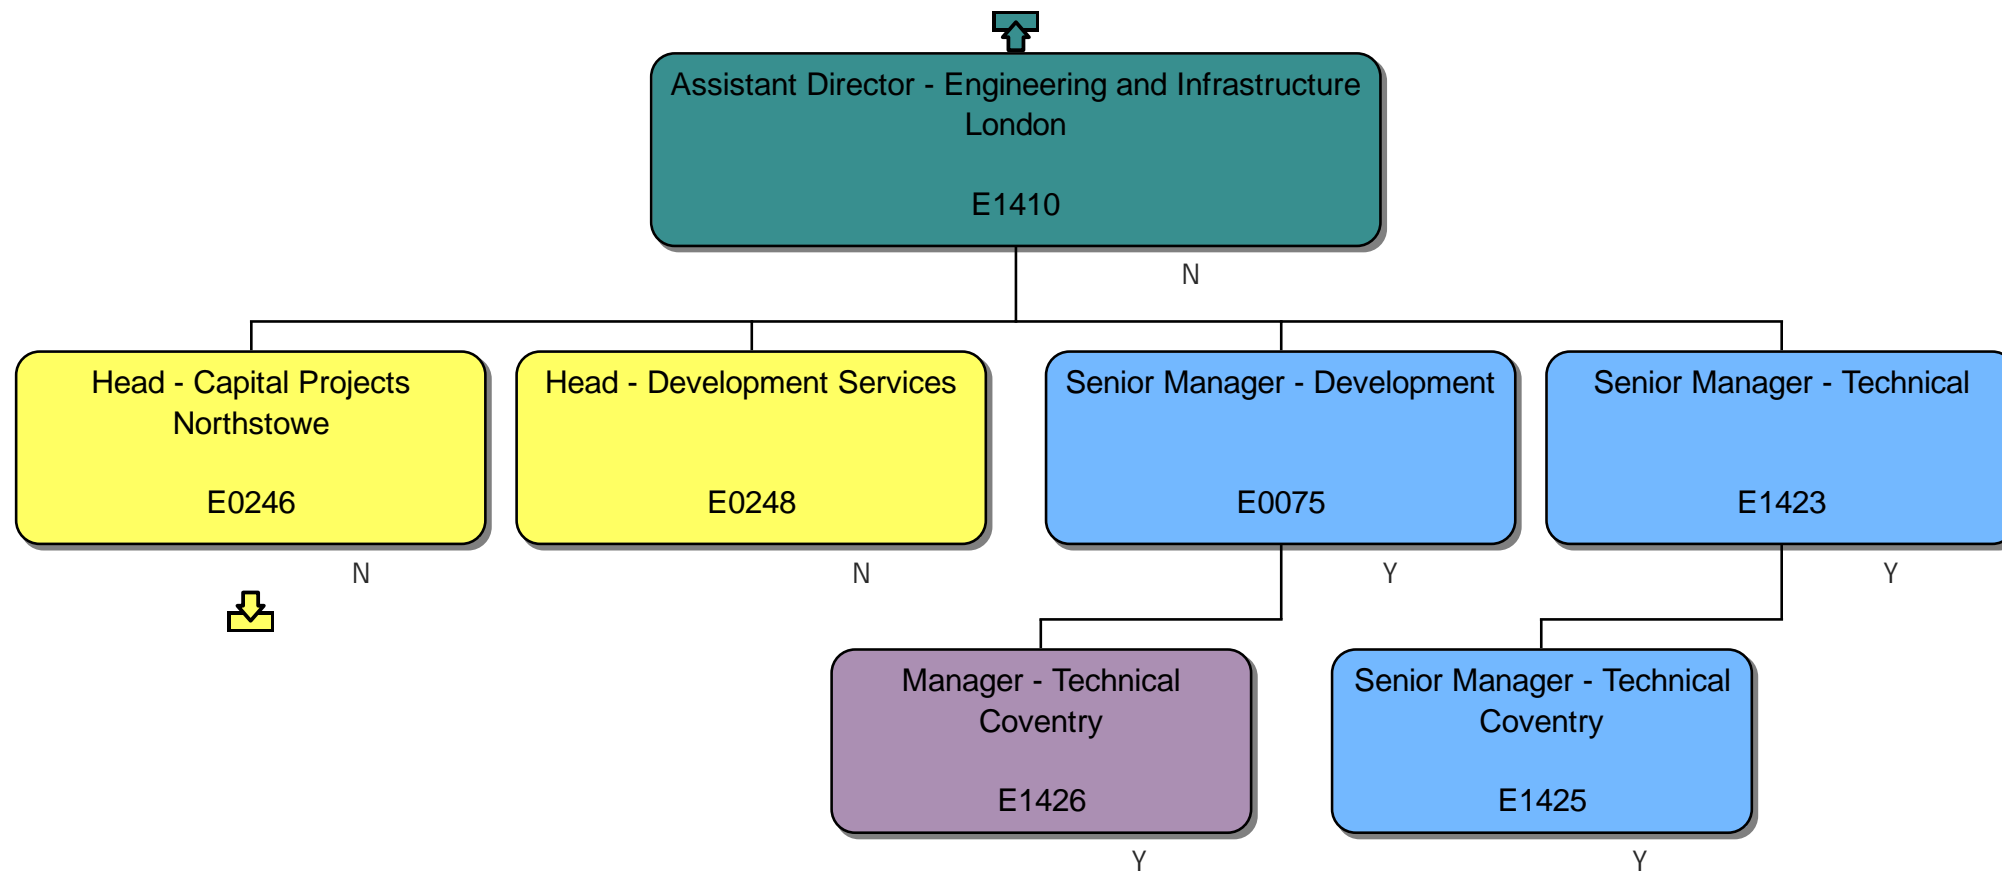 Assistant Director - Engineering and Infrastructure
London
E1410
N
Head - Capital Projects
Northstowe
E0246
N
Head - Development Services
E0248
N
Senior Manager - Development
E0075
Y
Senior Manager - Technical
E1423
Y
Manager - Technical
Coventry
E1426
Y
Senior Manager - Technical
Coventry
E1425
Y